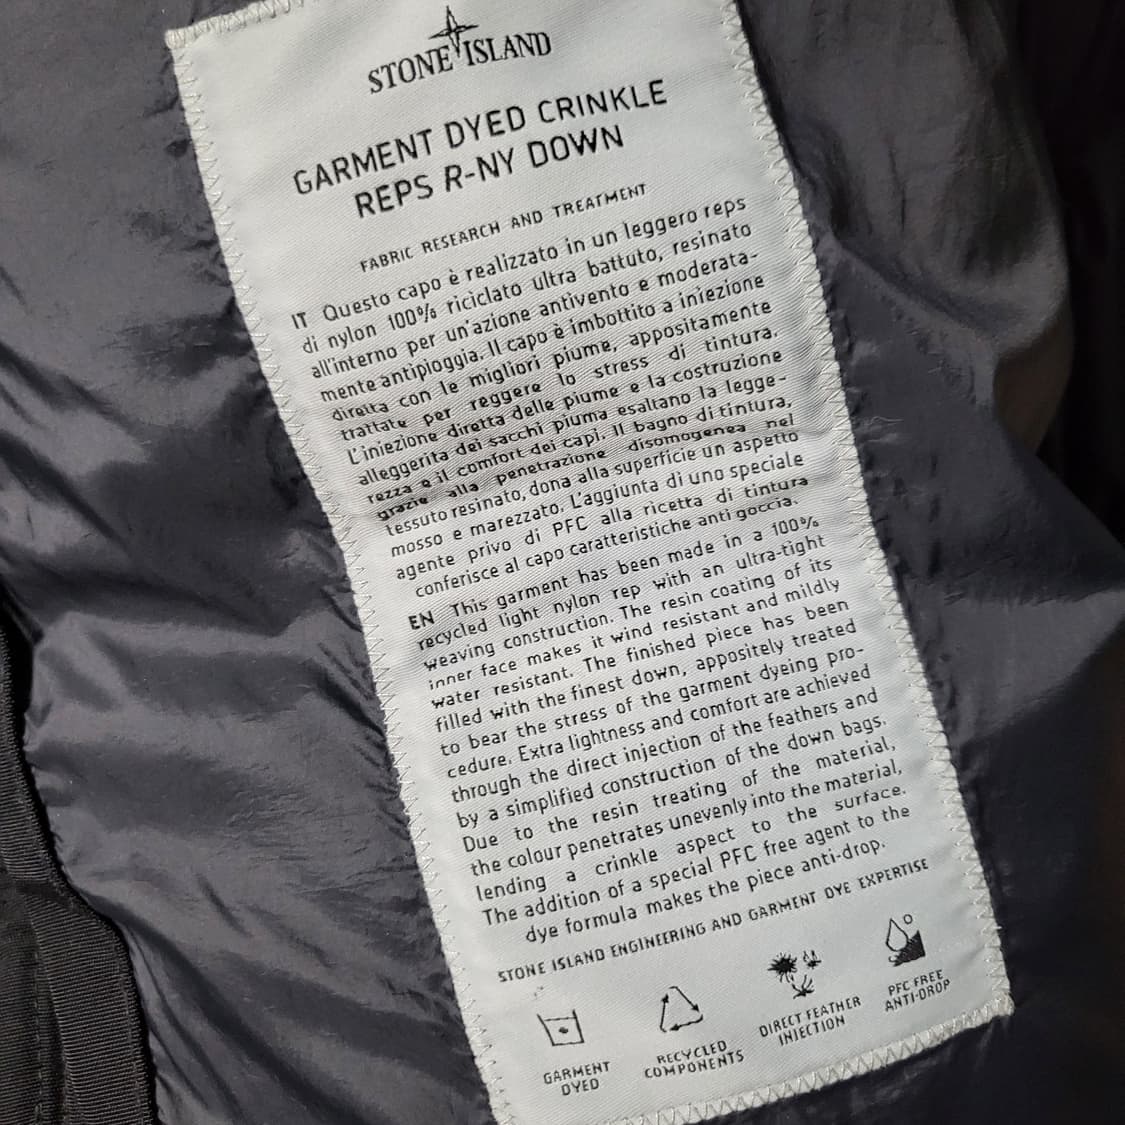 STONE ISLAND
GARMENT DYED CRINKLE
REPS R-NY DOWN
FABRIC RESEARCH AND TREATMENT
IT Questo capo è realizzato in un leggero reps
di nylon 100% riciclato ultra battuto, resinato
all'interno per un'azione antivento e moderata-
mente antipioggia. Il capo è imbottito a iniezione
diretta con le migliori piume, appositamente
trattate per reggere lo stress di tintura.
L'iniezione diretta delle piume e la costruzione
alleggerita dei sacchi piuma esaltano la legge-
rezza e il comfort dei capi. Il bagno di tintura,
grazie alla penetrazione disomogenea nel
tessuto resinato, dona alla superficie un aspetto
mosso e marezzato. L'aggiunta di uno speciale
agente privo di PFC alla ricetta di tintura
conferisce al capo caratteristiche anti goccia.
EN This garment has been made in a 100%
recycled light nylon rep with an ultra-tight
weaving construction. The resin coating of its
inner face makes it wind resistant and mildly
water resistant. The finished piece has been
filled with the finest down, appositely treated
to bear the stress of the garment dyeing pro-
cedure. Extra lightness and comfort are achieved
through the direct injection of the feathers and
by a simplified construction of the down bags.
Due to the resin treating of the material,
the colour penetrates unevenly into the material,
lending a crinkle aspect to the surface.
The addition of a special PFC free agent to the
dye formula makes the piece anti-drop.
STONE ISLAND ENGINEERING AND GARMENT DYE EXPERTISE
GARMENT
DYED
RECYCLED
COMPONENTS
DIRECT FEATHER
INJECTION
PFC FREE
ANTI-DROP